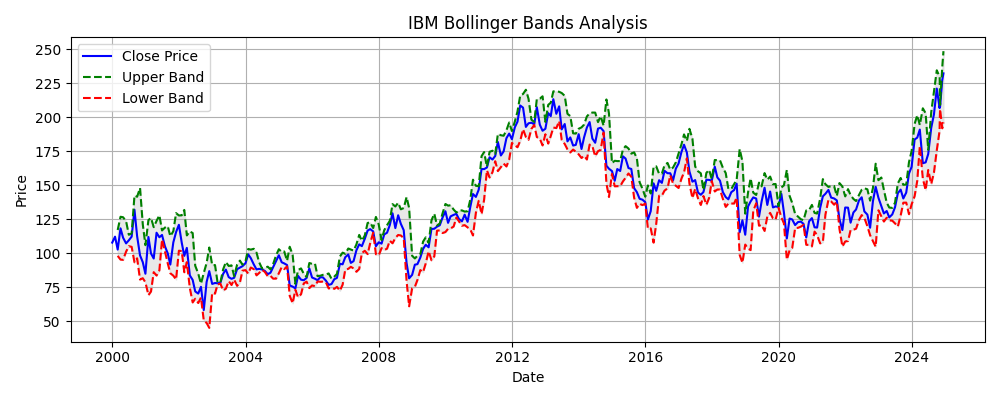 IBM Bollinger Bands Analysis
Close Price
Upper Band
Lower Band
Price
250
225
200
175
150
125
100
75
50
2000 2004 2008 2012 2016 2020 2024
Date